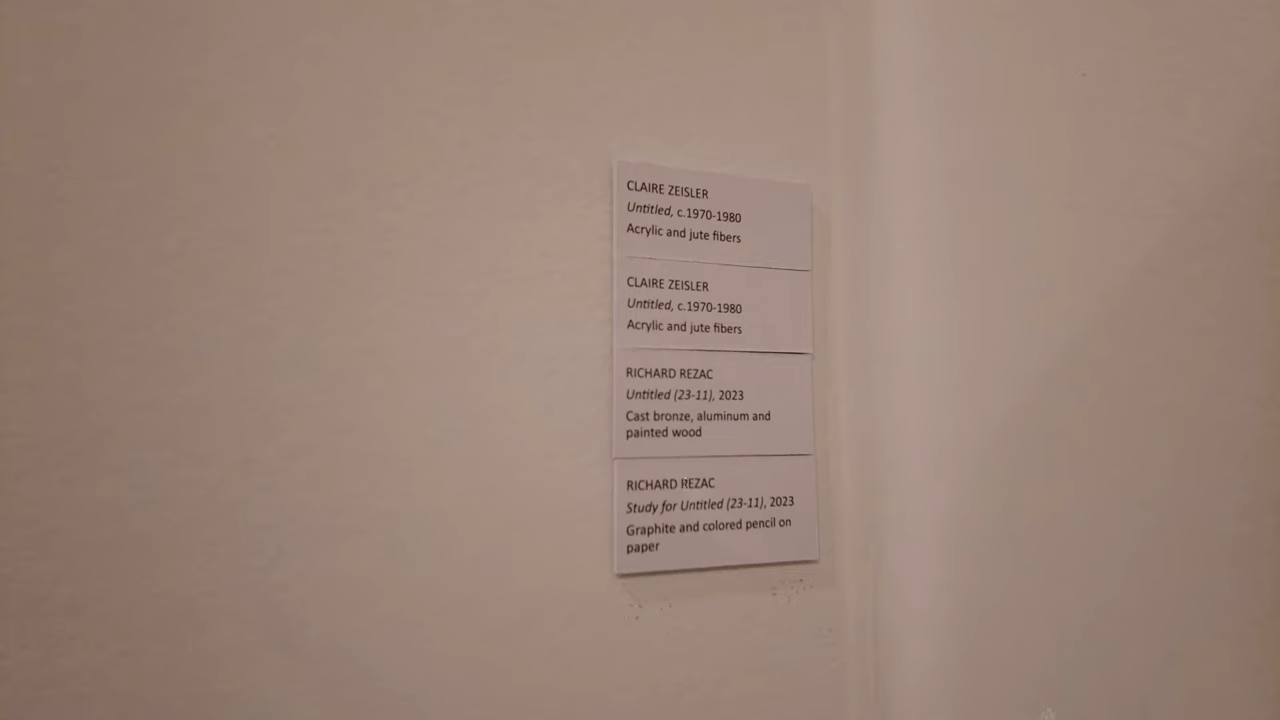 CLAIRE ZEISLER
Untitled, c.1970-1980
Acrylic and jute fibers
CLAIRE ZEISLER
Untitled, c.1970-1980
Acrylic and jute fibers
RICHARD REZAC
Untitled (23-11), 2023
Cast bronze, aluminum and
painted wood
RICHARD REZAC
Study for Untitled (23-11), 2023
Graphite and colored pencil on
paper